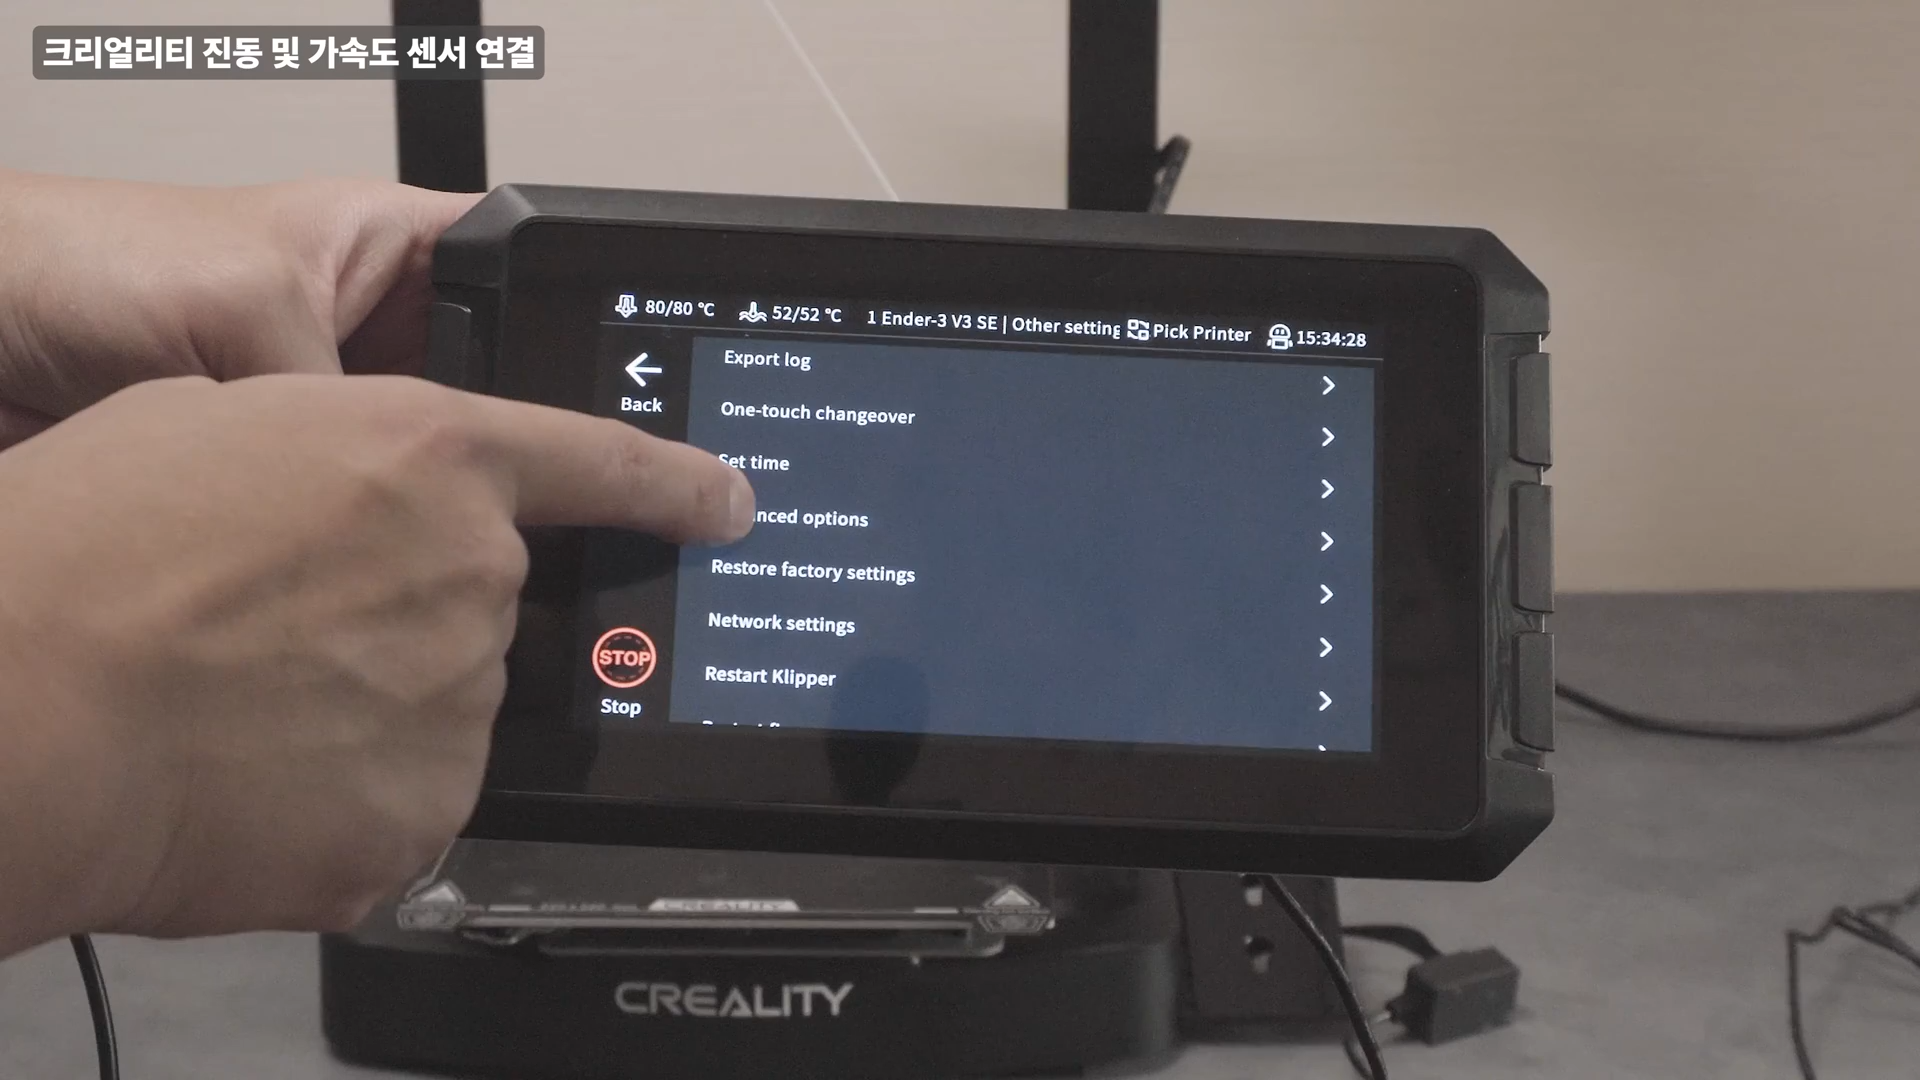 크리얼리티 진동 및 가속도 센서 연결
80/80 °C 52/52 °C 1 Ender-3 V3 SE | Other setting Pick Printer 15:34:28
Back
Export log
One-touch changeover
Set time
nced options
Restore factory settings
Network settings
Restart Klipper
STOP
Stop
CREALITY
CREALITY